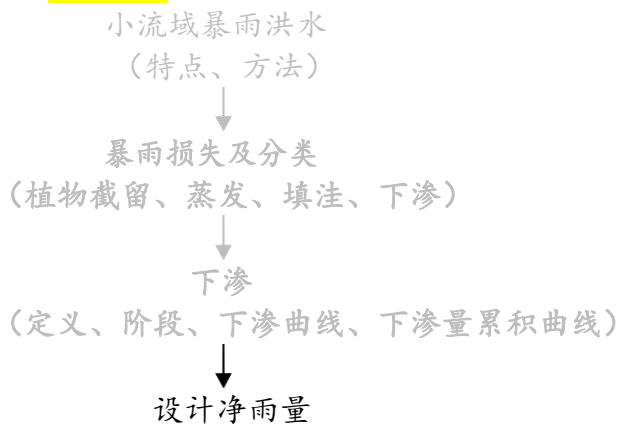 小流域暴雨洪水
（特点、方法）
暴雨损失及分类
（植物截留、蒸发、填洼、下渗）
下渗
（定义、阶段、下渗曲线、下渗量累积曲线）
设计净雨量